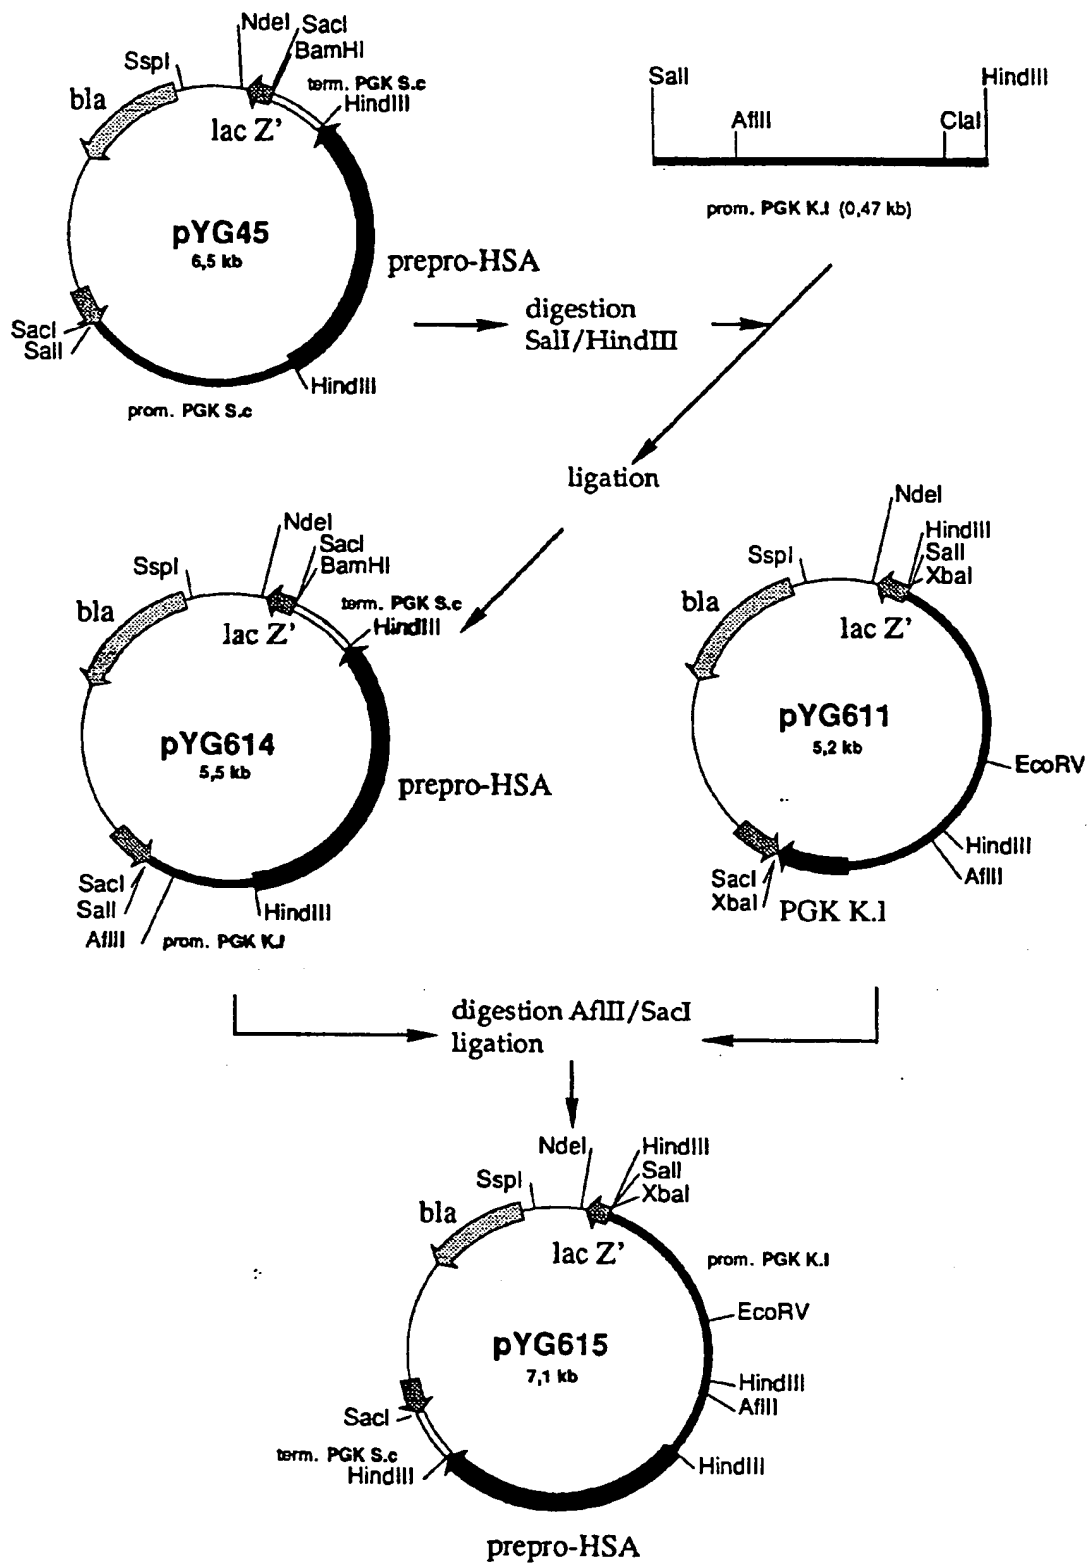 NdeI
SacI
BamHI
SspI
term. PGK S.c
HindIII
bla
lac Z'
pYG45
6,5 kb
prepro-HSA
SacI
SalI
HindIII
prom. PGK S.c
SalI
HindIII
AflII
ClaI
prom. PGK K.l (0,47 kb)
digestion
SalI/HindIII
ligation
NdeI
SacI
BamHI
SspI
term. PGK S.c
HindIII
bla
lac Z'
pYG614
5,5 kb
prepro-HSA
SacI
SalI
AflII
HindIII
prom. PGK K.l
NdeI
HindIII
SalI
XbaI
SspI
bla
lac Z'
pYG611
5,2 kb
EcoRV
HindIII
AflII
SacI
XbaI
PGK K.l
digestion AflII/SacI
ligation
NdeI
HindIII
SalI
XbaI
SspI
bla
lac Z'
prom. PGK K.l
EcoRV
pYG615
7,1 kb
HindIII
AflII
SacI
term. PGK S.c
HindIII
HindIII
prepro-HSA